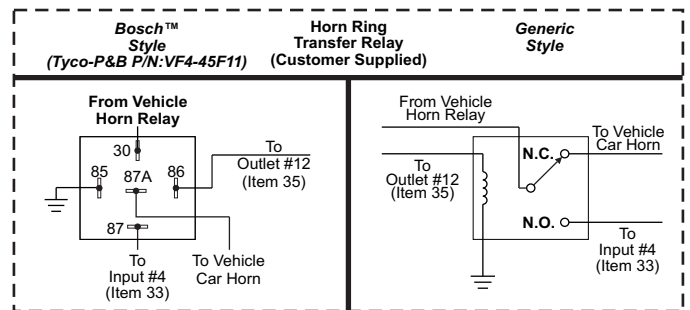 Bosch™
Style
(Tyco-P&B P/N:VF4-45F11)
Horn Ring
Transfer Relay
(Customer Supplied)
Generic
Style
From Vehicle
Horn Relay
30
85
87A
86
87
To
Outlet #12
(Item 35)
To
Input #4
(Item 33)
To Vehicle
Car Horn
From Vehicle
Horn Relay
To
Outlet #12
(Item 35)
N.C.
To Vehicle
Car Horn
N.O.
To
Input #4
(Item 33)